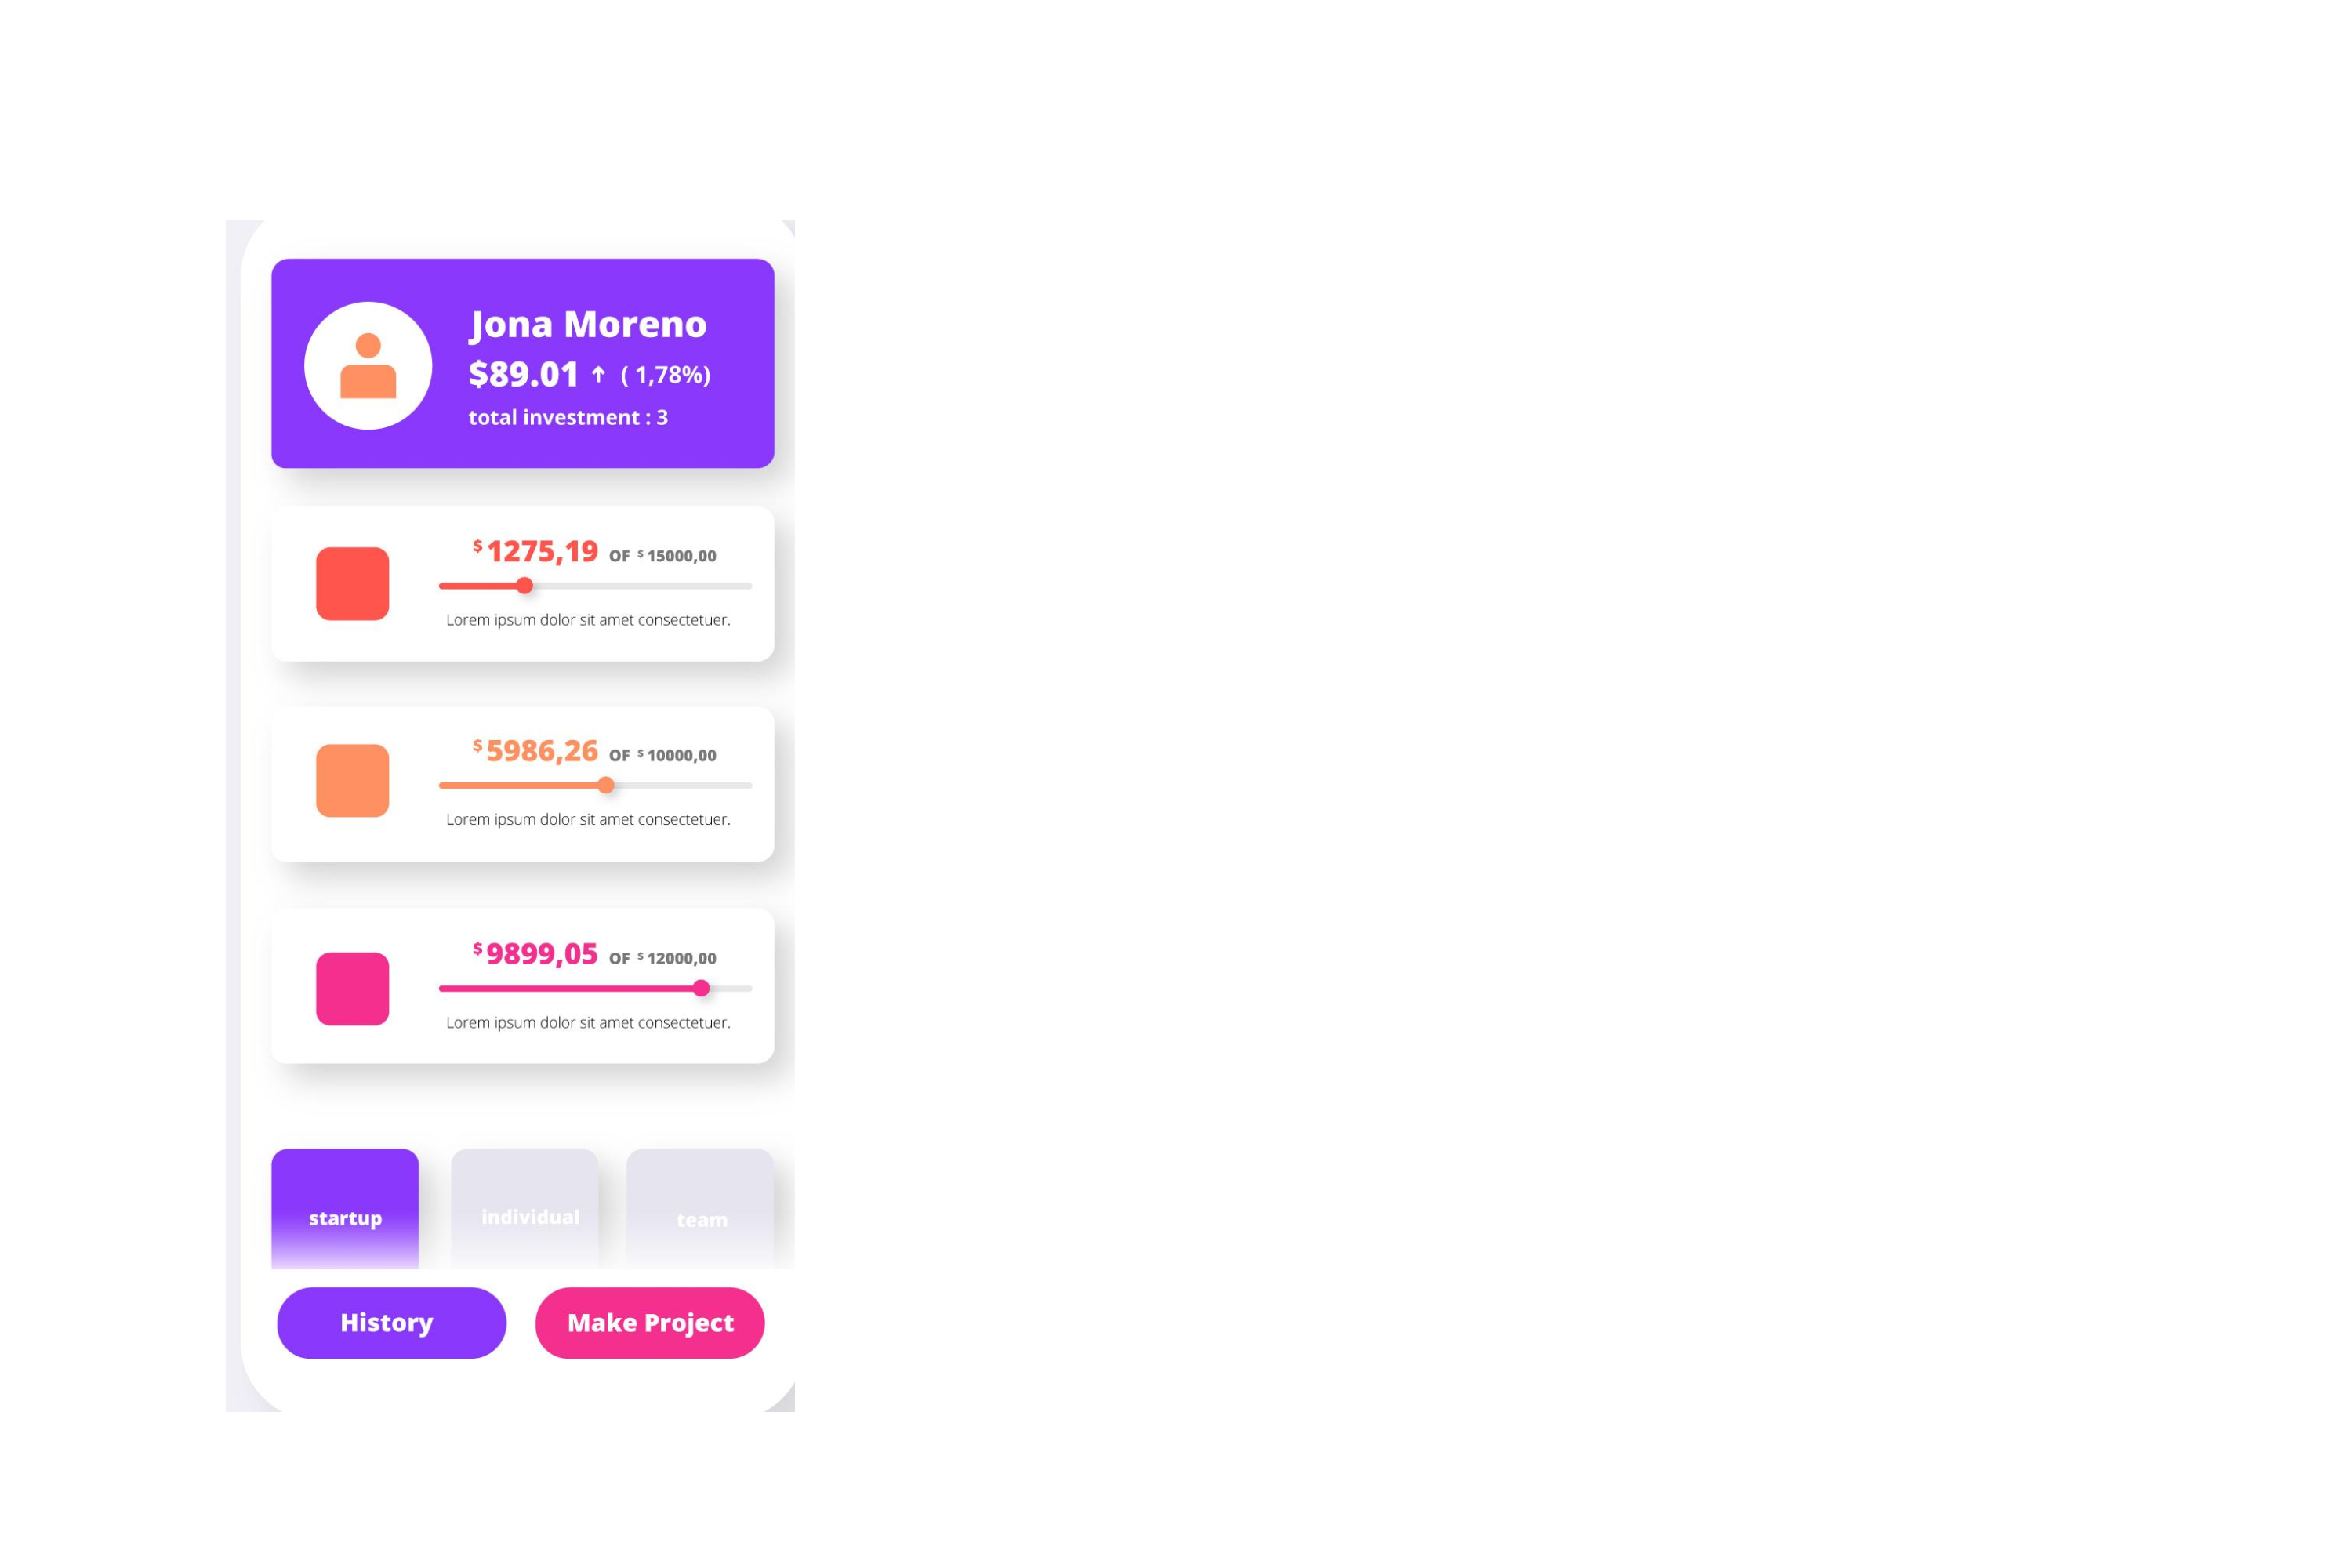 Jona Moreno
$89.01 ↑ ( 1,78%)
total investment : 3
$ 1275,19 OF $ 15000,00
Lorem ipsum dolor sit amet consectetuer.
$ 5986,26 OF $ 10000,00
Lorem ipsum dolor sit amet consectetuer.
$ 9899,05 OF $ 12000,00
Lorem ipsum dolor sit amet consectetuer.
startup individual team
History Make Project